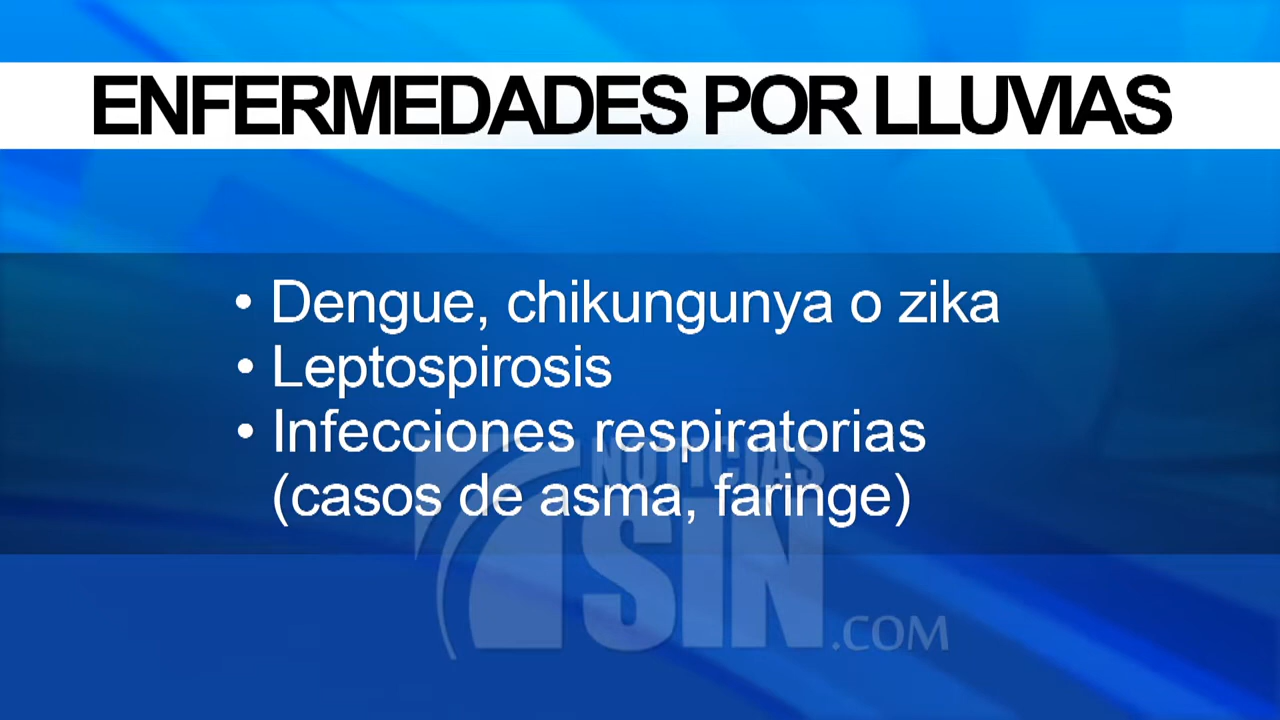 ENFERMEDADES POR LLUVIAS
• Dengue, chikungunya o zika
• Leptospirosis
• Infecciones respiratorias
(casos de asma, faringe)
NOTICIAS
SIN
.COM